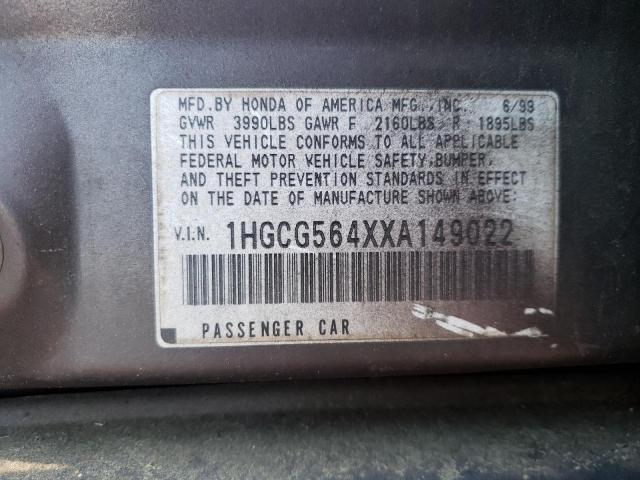 MFD.BY HONDA OF AMERICA MFG.,INC. 6/99
GVWR 3990LBS GAWR F 2160LBS R 1895LBS
THIS VEHICLE CONFORMS TO ALL APPLICABLE
FEDERAL MOTOR VEHICLE SAFETY,BUMPER,
AND THEFT PREVENTION STANDARDS IN EFFECT
ON THE DATE OF MANUFACTURE SHOWN ABOVE:
V.I.N. 1HGCG564XXA149022
PASSENGER CAR